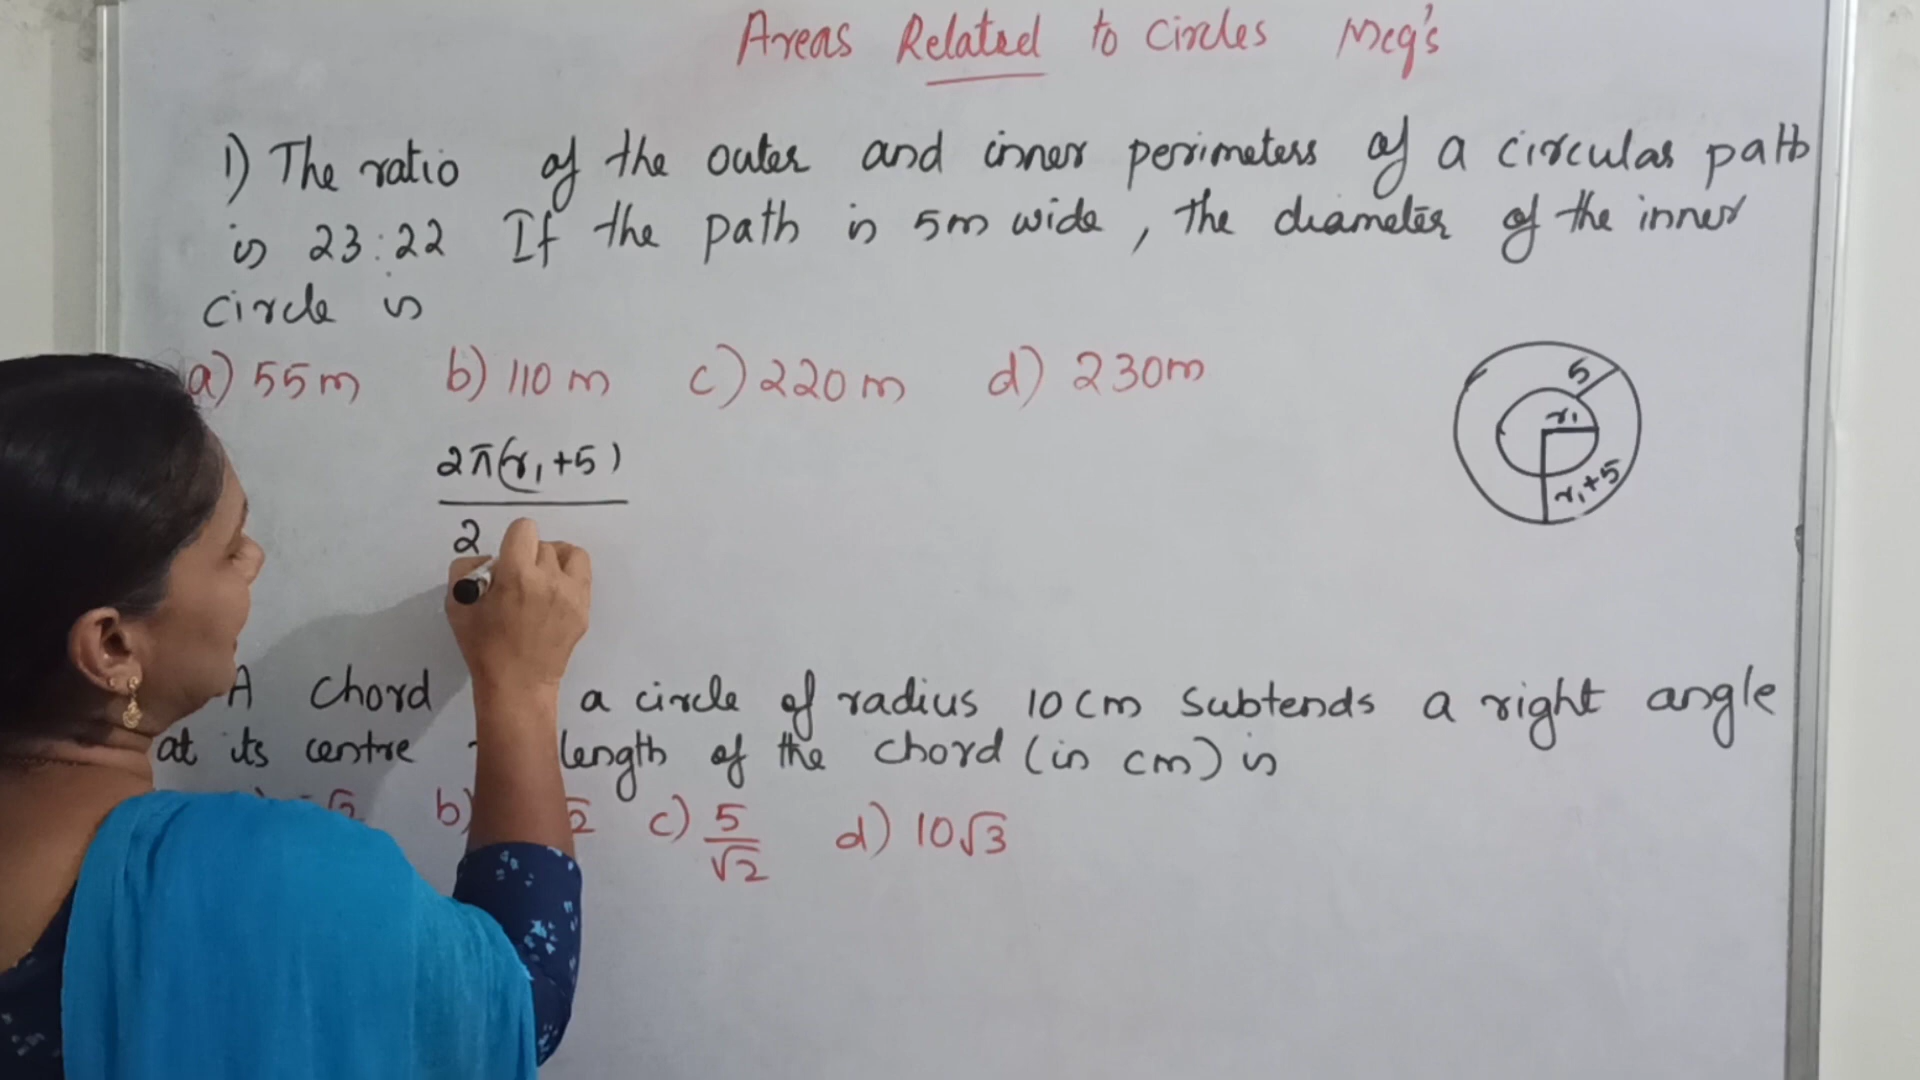 Areas Related to Circles Mcq's
1) The ratio of the outer and inner perimeters of a circular path
is 23:22 If the path is 5m wide, the diameter of the inner
circle is
a) 55m b) 110 m c) 220 m d) 230m
5
r₁
r₁+5
2π(r₁+5)
2
A chord a circle of radius 10cm subtends a right angle
at its centre length of the chord (in cm) is
b) c) 5/√2 d) 10√3